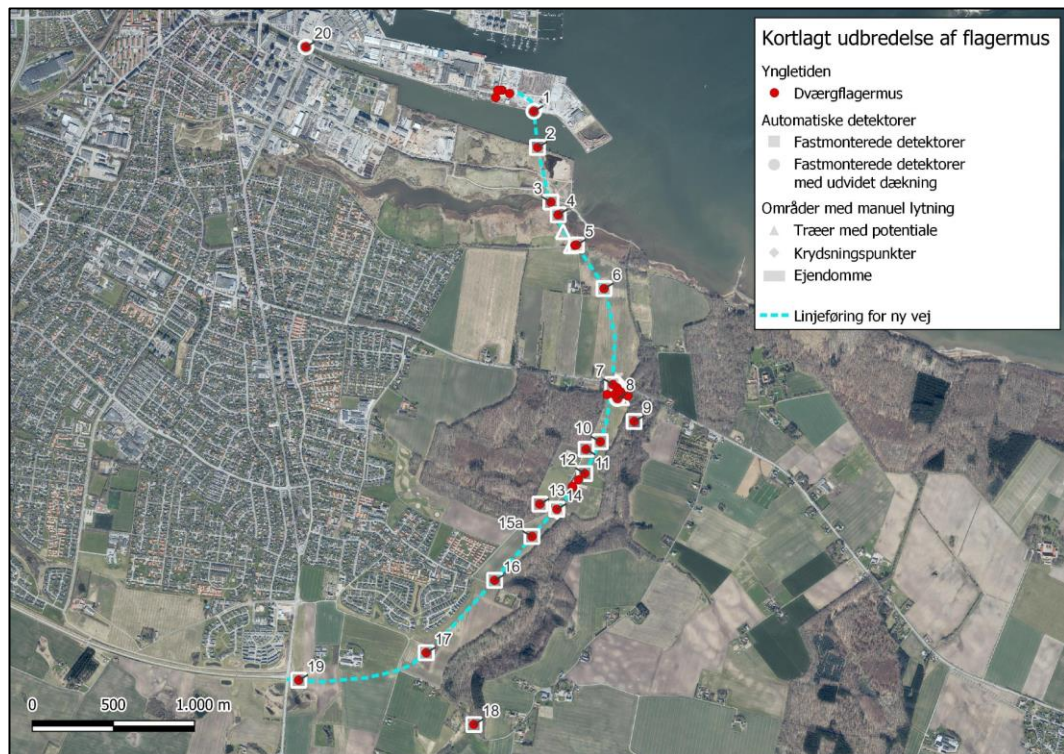 Kortlagt udbredelse af flagermus
Yngletiden
Dværgflagermus
Automatiske detektorer
Fastmonterede detektorer
Fastmonterede detektorer
med udvidet dækning
Områder med manuel lytning
Træer med potentiale
Krydsningspunkter
Ejendomme
Linjeføring for ny vej
20
1
2
3
4
5
6
7
8
9
10
11
12
13
14
15a
16
17
19
18
0 500 1.000 m